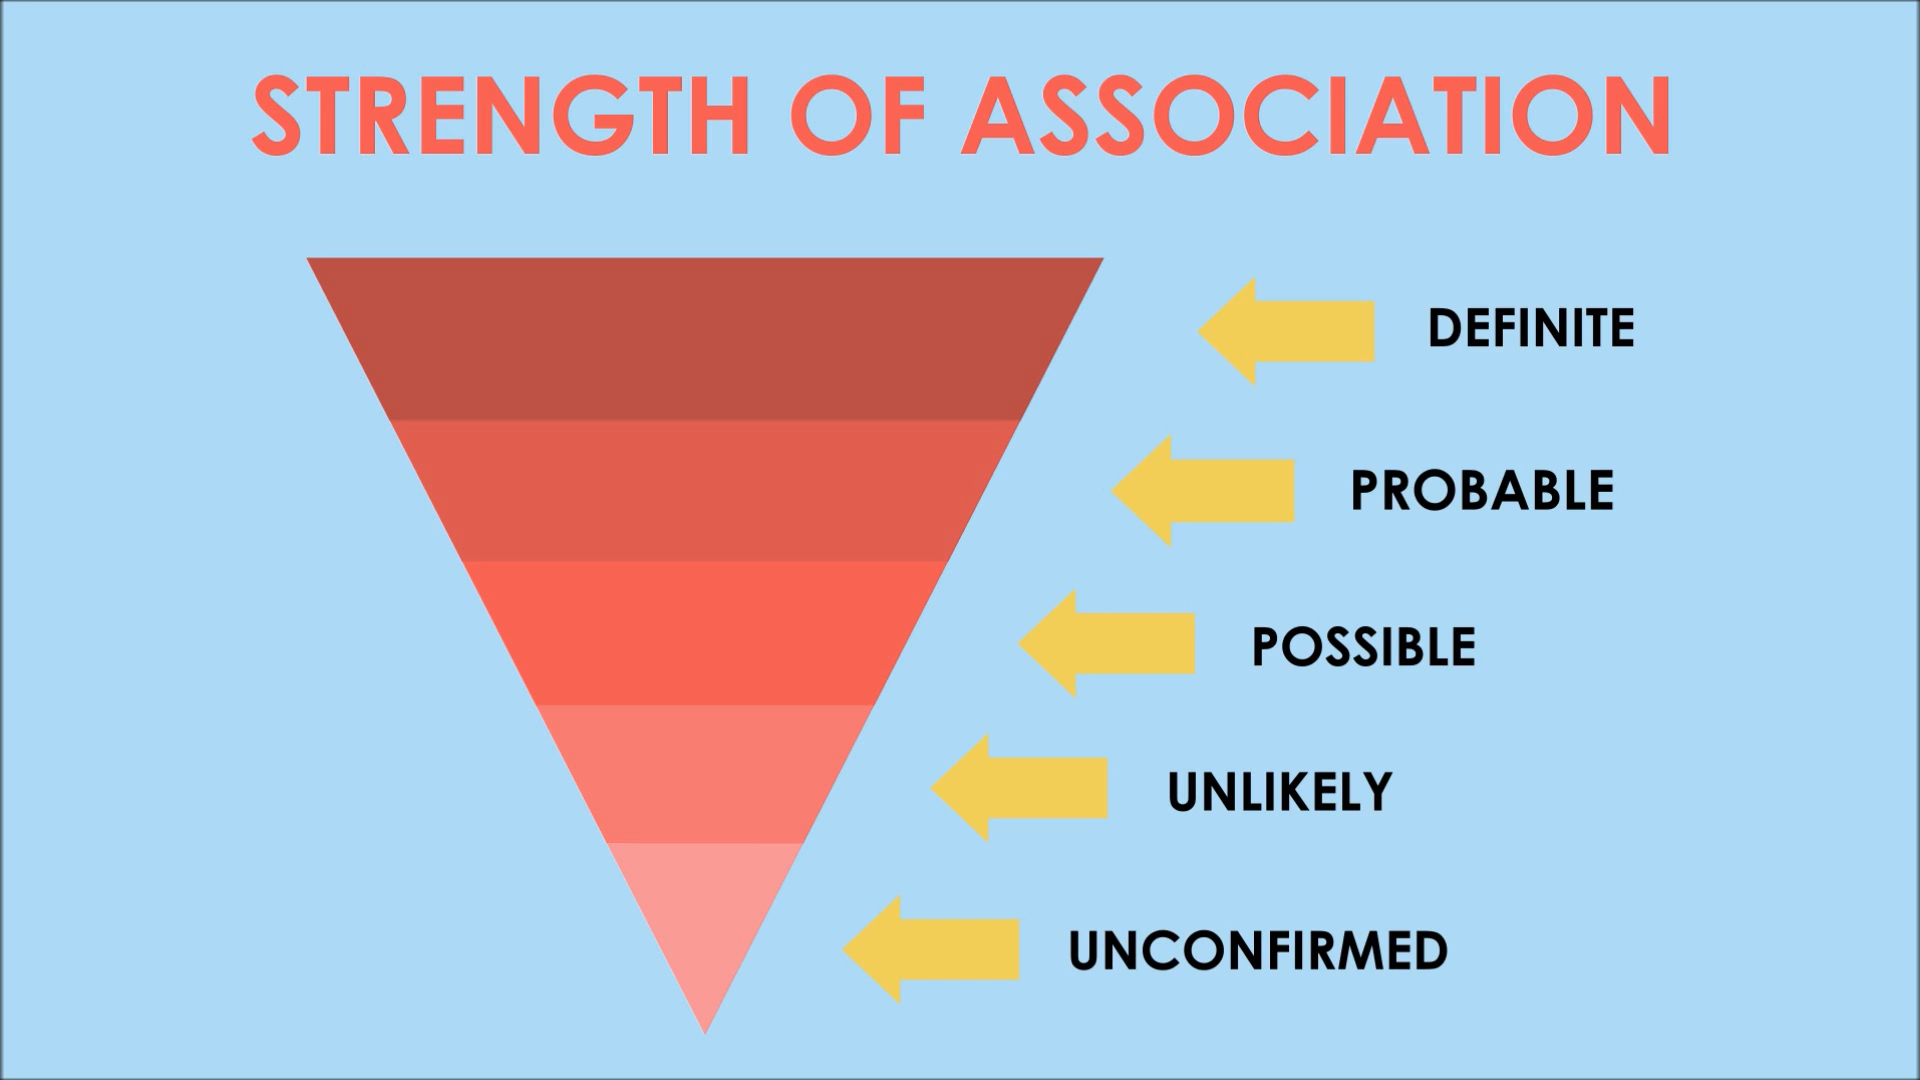 STRENGTH OF ASSOCIATION
DEFINITE
PROBABLE
POSSIBLE
UNLIKELY
UNCONFIRMED